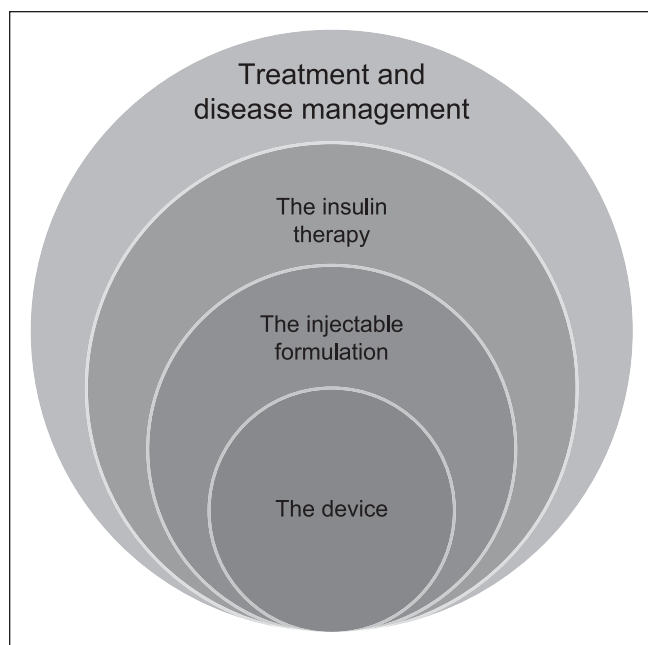 Treatment and
disease management
The insulin
therapy
The injectable
formulation
The device